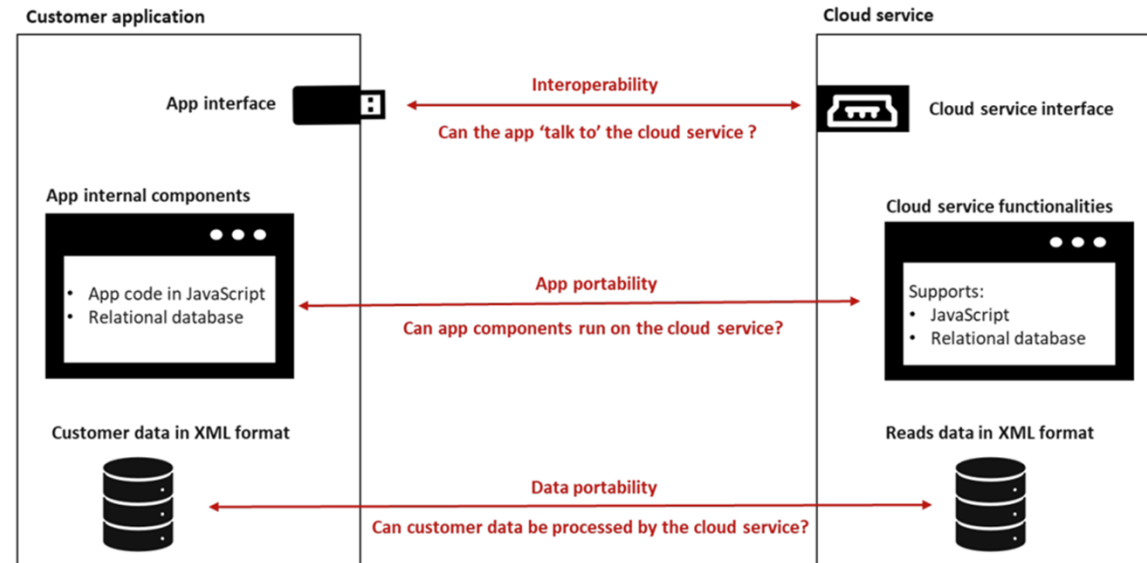 Customer application
Cloud service
App interface
Interoperability
Can the app ‘talk to’ the cloud service ?
Cloud service interface
App internal components
• App code in JavaScript
• Relational database
App portability
Can app components run on the cloud service?
Cloud service functionalities
Supports:
• JavaScript
• Relational database
Customer data in XML format
Data portability
Can customer data be processed by the cloud service?
Reads data in XML format